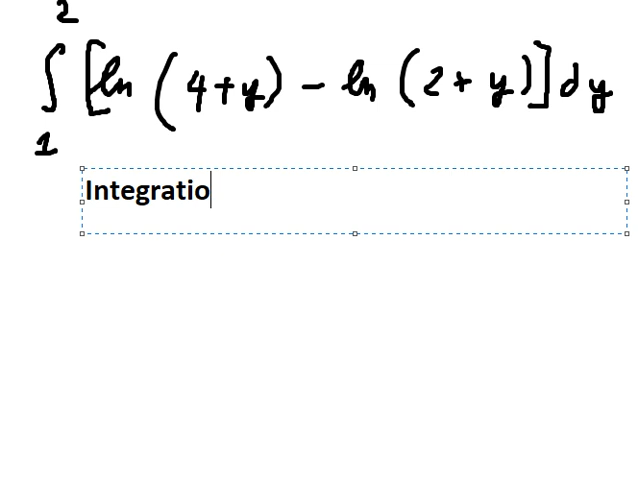 2
∫ [ln (4+y) – ln (2+y)] dy
1
Integratio